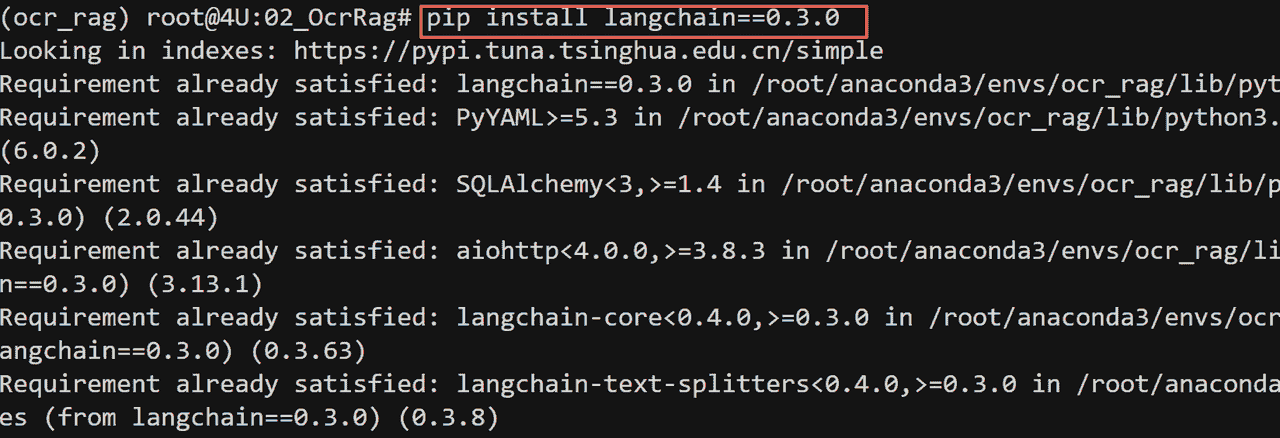 (ocr_rag) root@4U:02_OcrRag# pip install langchain==0.3.0
Looking in indexes: https://pypi.tuna.tsinghua.edu.cn/simple
Requirement already satisfied: langchain==0.3.0 in /root/anaconda3/envs/ocr_rag/lib/pyt
Requirement already satisfied: PyYAML>=5.3 in /root/anaconda3/envs/ocr_rag/lib/python3.
(6.0.2)
Requirement already satisfied: SQLAlchemy<3,>=1.4 in /root/anaconda3/envs/ocr_rag/lib/p
0.3.0) (2.0.44)
Requirement already satisfied: aiohttp<4.0.0,>=3.8.3 in /root/anaconda3/envs/ocr_rag/li
n==0.3.0) (3.13.1)
Requirement already satisfied: langchain-core<0.4.0,>=0.3.0 in /root/anaconda3/envs/ocr
angchain==0.3.0) (0.3.63)
Requirement already satisfied: langchain-text-splitters<0.4.0,>=0.3.0 in /root/anaconda
es (from langchain==0.3.0) (0.3.8)